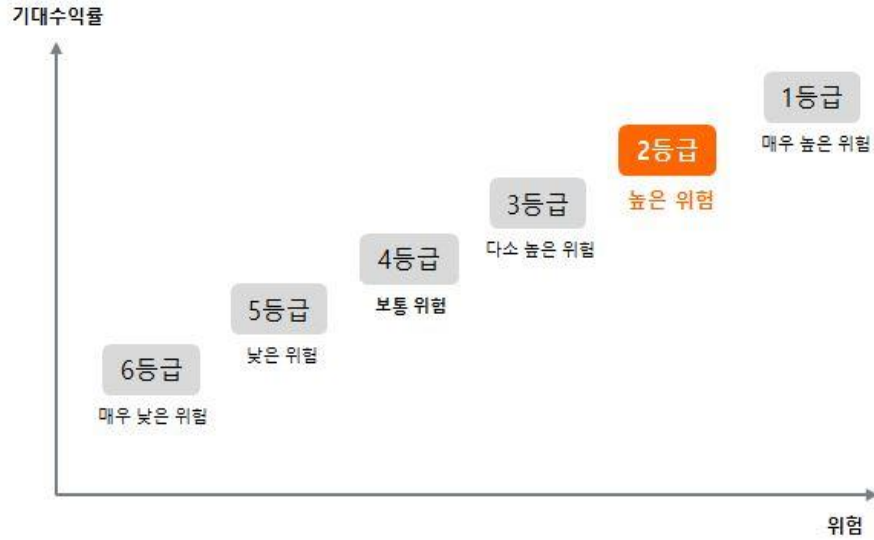 기대수익률
1등급
매우 높은 위험
2등급
높은 위험
3등급
다소 높은 위험
4등급
보통 위험
5등급
낮은 위험
6등급
매우 낮은 위험
위험